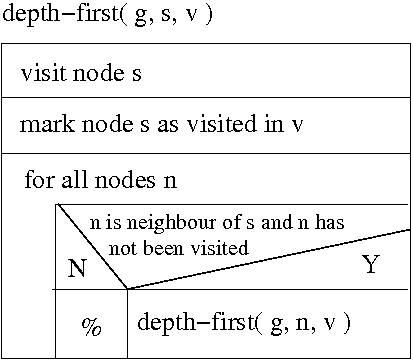 depth−first( g, s, v )
visit node s
mark node s as visited in v
for all nodes n
n is neighbour of s and n has
not been visited
N
Y
%
depth−first( g, n, v )